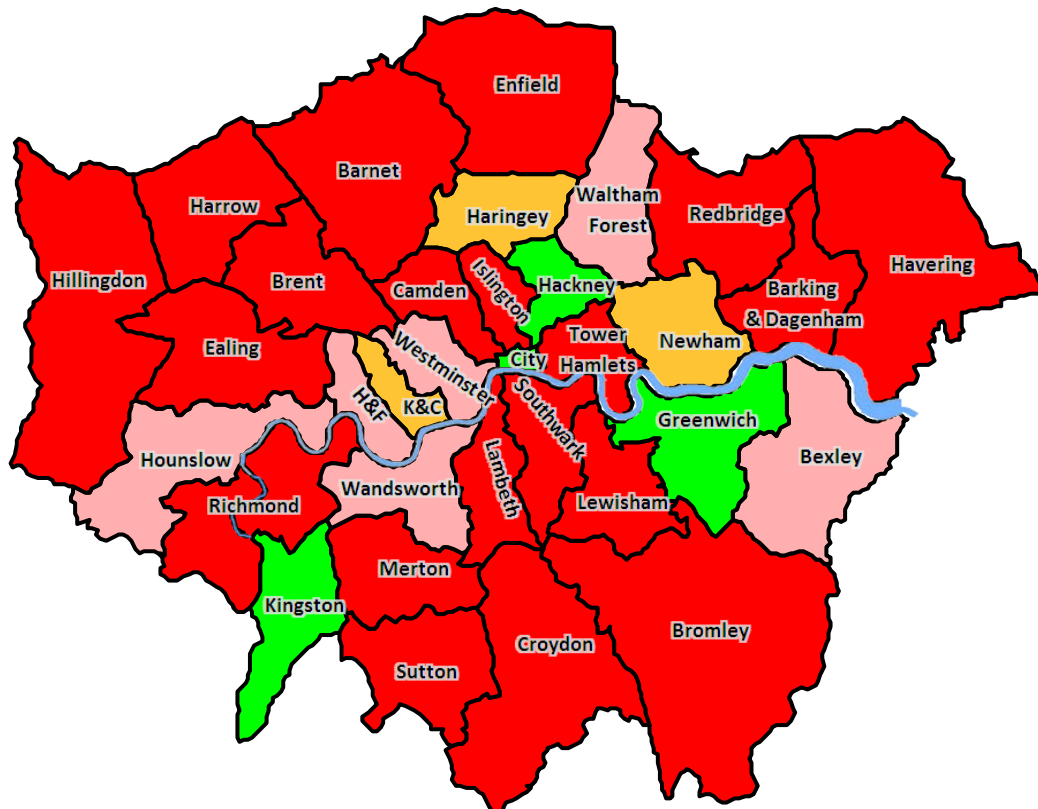 Enfield
Barnet
Harrow
Haringey
Waltham
Forest
Redbridge
Hillingdon
Brent
Camden
Islington
Hackney
Havering
Barking
& Dagenham
Ealing
Westminster
City
Tower
Hamlets
Newham
H&F
K&C
Southwark
Greenwich
Hounslow
Bexley
Richmond
Wandsworth
Lambeth
Lewisham
Merton
Kingston
Bromley
Croydon
Sutton